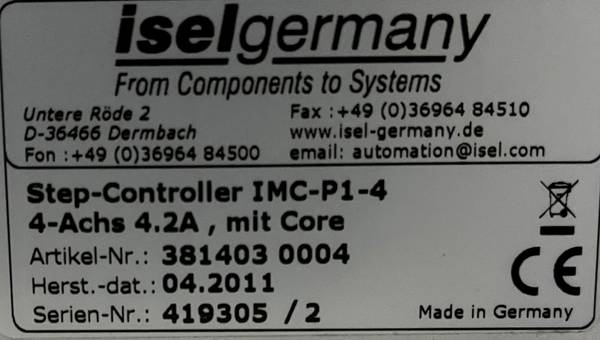 iselgermany
From Components to Systems
Untere Röde 2
D-36466 Dermbach
Fon :+49 (0)36964 84500
Fax :+49 (0)36964 84510
www.isel-germany.de
email: automation@isel.com
Step-Controller IMC-P1-4
4-Achs 4.2A , mit Core
Artikel-Nr.: 381403 0004
Herst.-dat.: 04.2011
Serien-Nr.: 419305 / 2
CE
Made in Germany